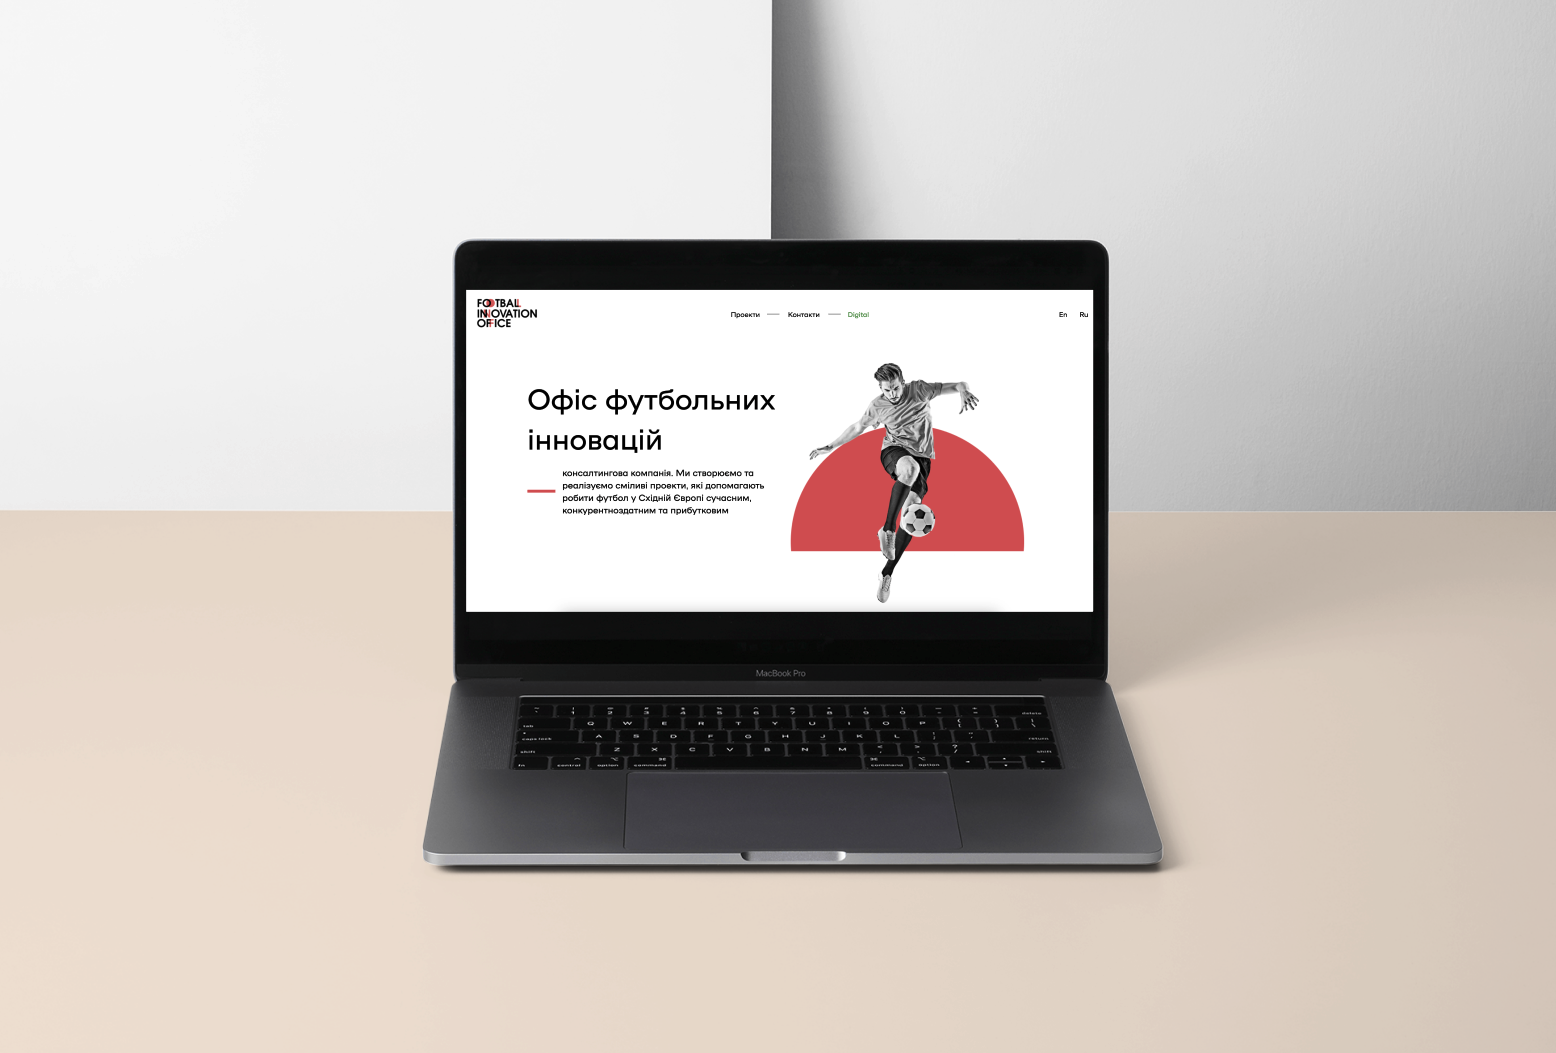 FOOTBALL
INNOVATION
OFFICE
Проекти
Контакти
Digital
En
Ru
Офіс футбольних
інновацій
консалтингова компанія. Ми створюємо та
реалізуємо сміливі проекти, які допомагають
робити футбол у Східній Європі сучасним,
конкурентноздатним та прибутковим
MacBook Pro
delete
tab
Q W E R T Y U I O P
caps lock
A S D F G H J K L
return
shift
Z X C V B N M
shift
fn
control
option
command
command
option